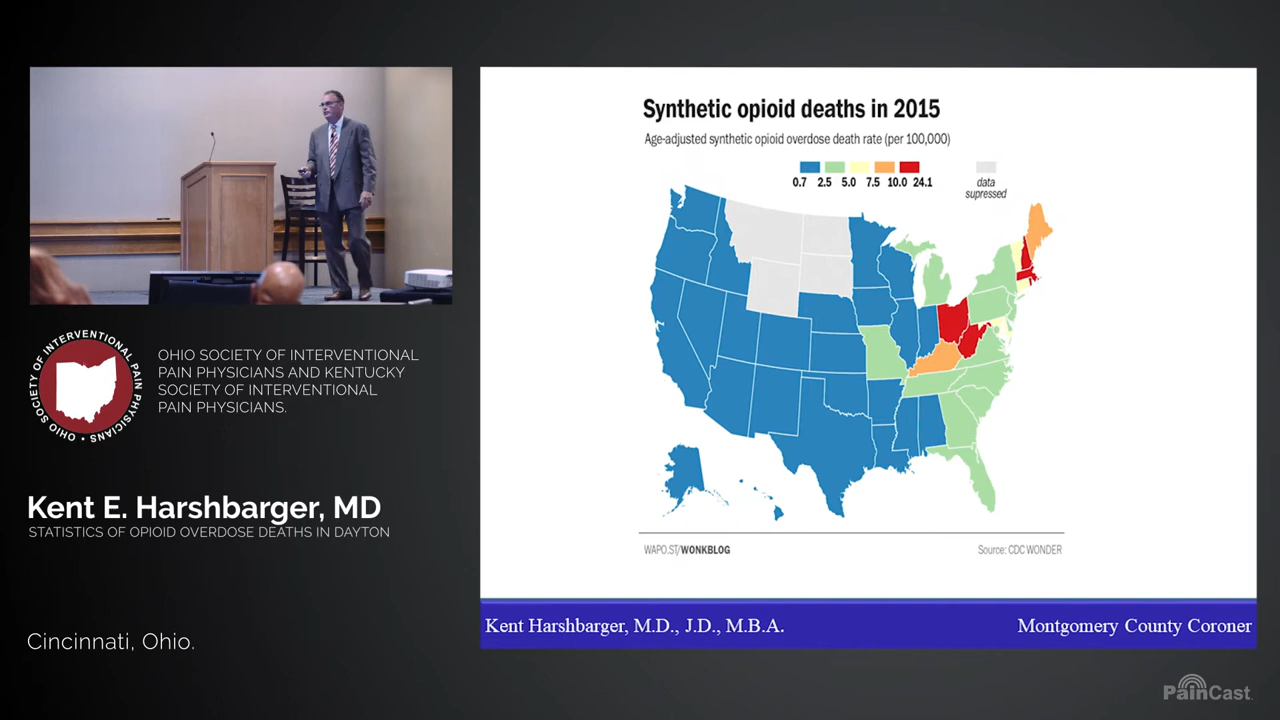 Synthetic opioid deaths in 2015
Age-adjusted synthetic opioid overdose death rate (per 100,000)
0.7 2.5 5.0 7.5 10.0 24.1
data
supressed
WAPO.ST/WONKBLOG
Source: CDC WONDER
Kent Harshbarger, M.D., J.D., M.B.A.
Montgomery County Coroner
OHIO SOCIETY OF INTERVENTIONAL PAIN PHYSICIANS
OHIO SOCIETY OF INTERVENTIONAL
PAIN PHYSICIANS AND KENTUCKY
SOCIETY OF INTERVENTIONAL
PAIN PHYSICIANS.
Kent E. Harshbarger, MD
STATISTICS OF OPIOID OVERDOSE DEATHS IN DAYTON
Cincinnati, Ohio.
PainCast